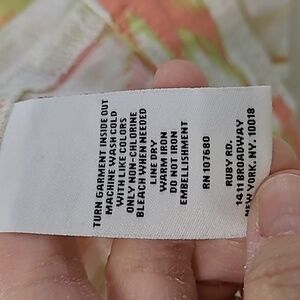 TURN GARMENT INSIDE OUT
MACHINE WASH COLD
WITH LIKE COLORS
ONLY NON-CHLORINE
BLEACH WHEN NEEDED
LINE DRY
WARM IRON
DO NOT IRON
EMBELLISHMENT
RN 107680
RUBY RD.
1411 BROADWAY
NEW YORK, NY. 10018